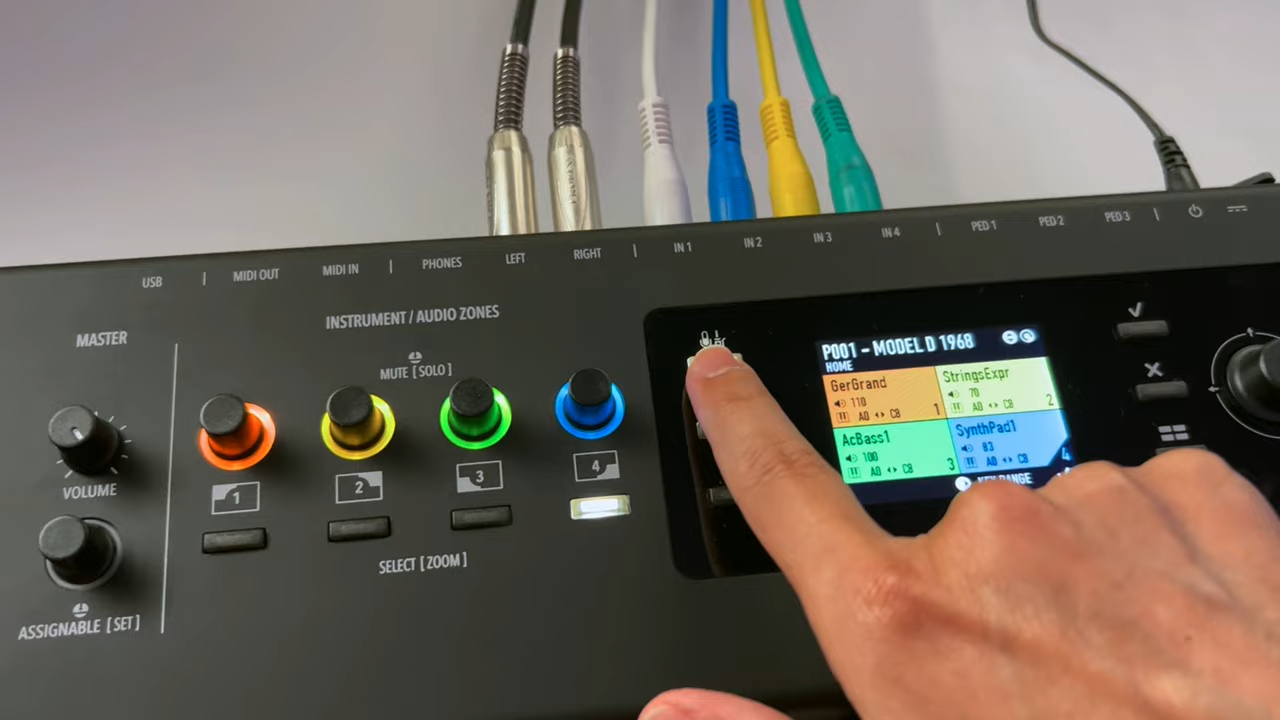 USB | MIDI OUT MIDI IN | PHONES LEFT RIGHT | IN 1 IN 2 IN 3 IN 4 | PED 1 PED 2 PED 3 |
MASTER
INSTRUMENT / AUDIO ZONES
MUTE [ SOLO ]
VOLUME
1 2 3 4
SELECT [ ZOOM ]
ASSIGNABLE [ SET ]
P001 - MODEL D 1968
HOME
GerGrand
110
A0 C8 1
StringsExpr
70
A0 C8 2
AcBass1
100
A0 C8 3
SynthPad1
83
A0 C8 4
KEY RANGE